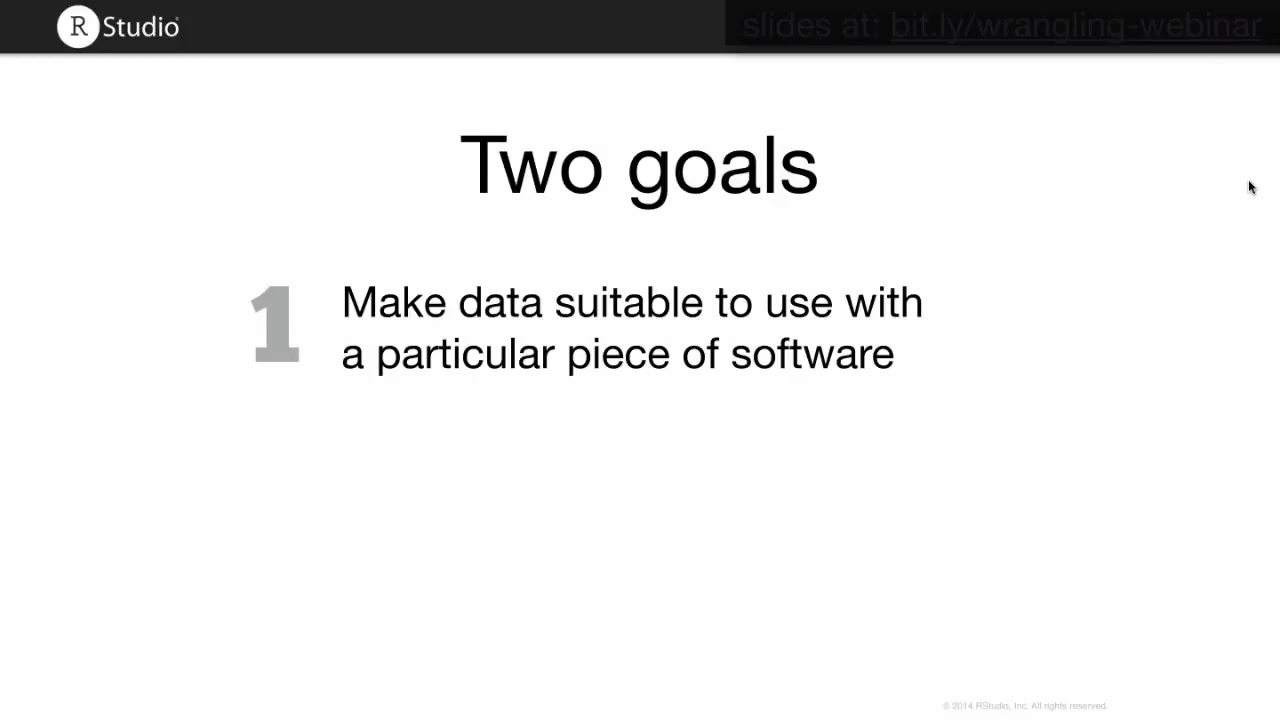 R Studio
slides at: bit.ly/wrangling-webinar
Two goals
1
Make data suitable to use with
a particular piece of software
© 2014 RStudio, Inc. All rights reserved.